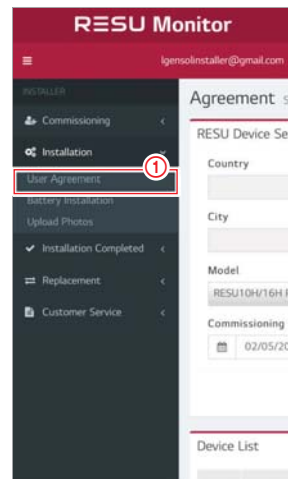 RESU Monitor
lgensolinstaller@gmail.com
INSTALLER
Commissioning
Installation
①
User Agreement
Battery Installation
Upload Photos
Installation Completed
Replacement
Customer Service
Agreement
RESU Device Se
Country
City
Model
RESU10H/16H
Commissioning
02/05/20
Device List